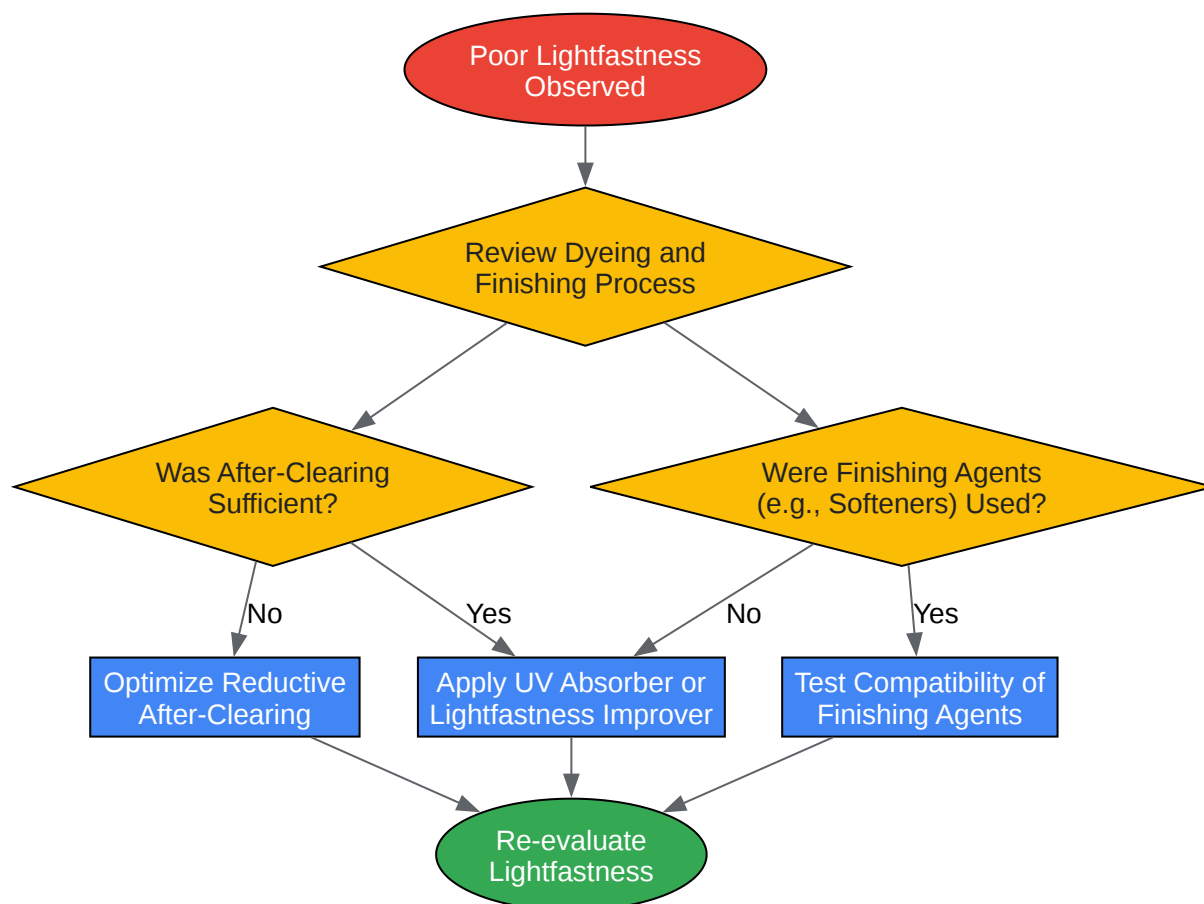 Poor Lightfastness
Observed
Review Dyeing and
Finishing Process
Was After-Clearing
Sufficient?
Were Finishing Agents
(e.g., Softeners) Used?
No
Yes
No
Yes
Optimize Reductive
After-Clearing
Apply UV Absorber or
Lightfastness Improver
Test Compatibility of
Finishing Agents
Re-evaluate
Lightfastness